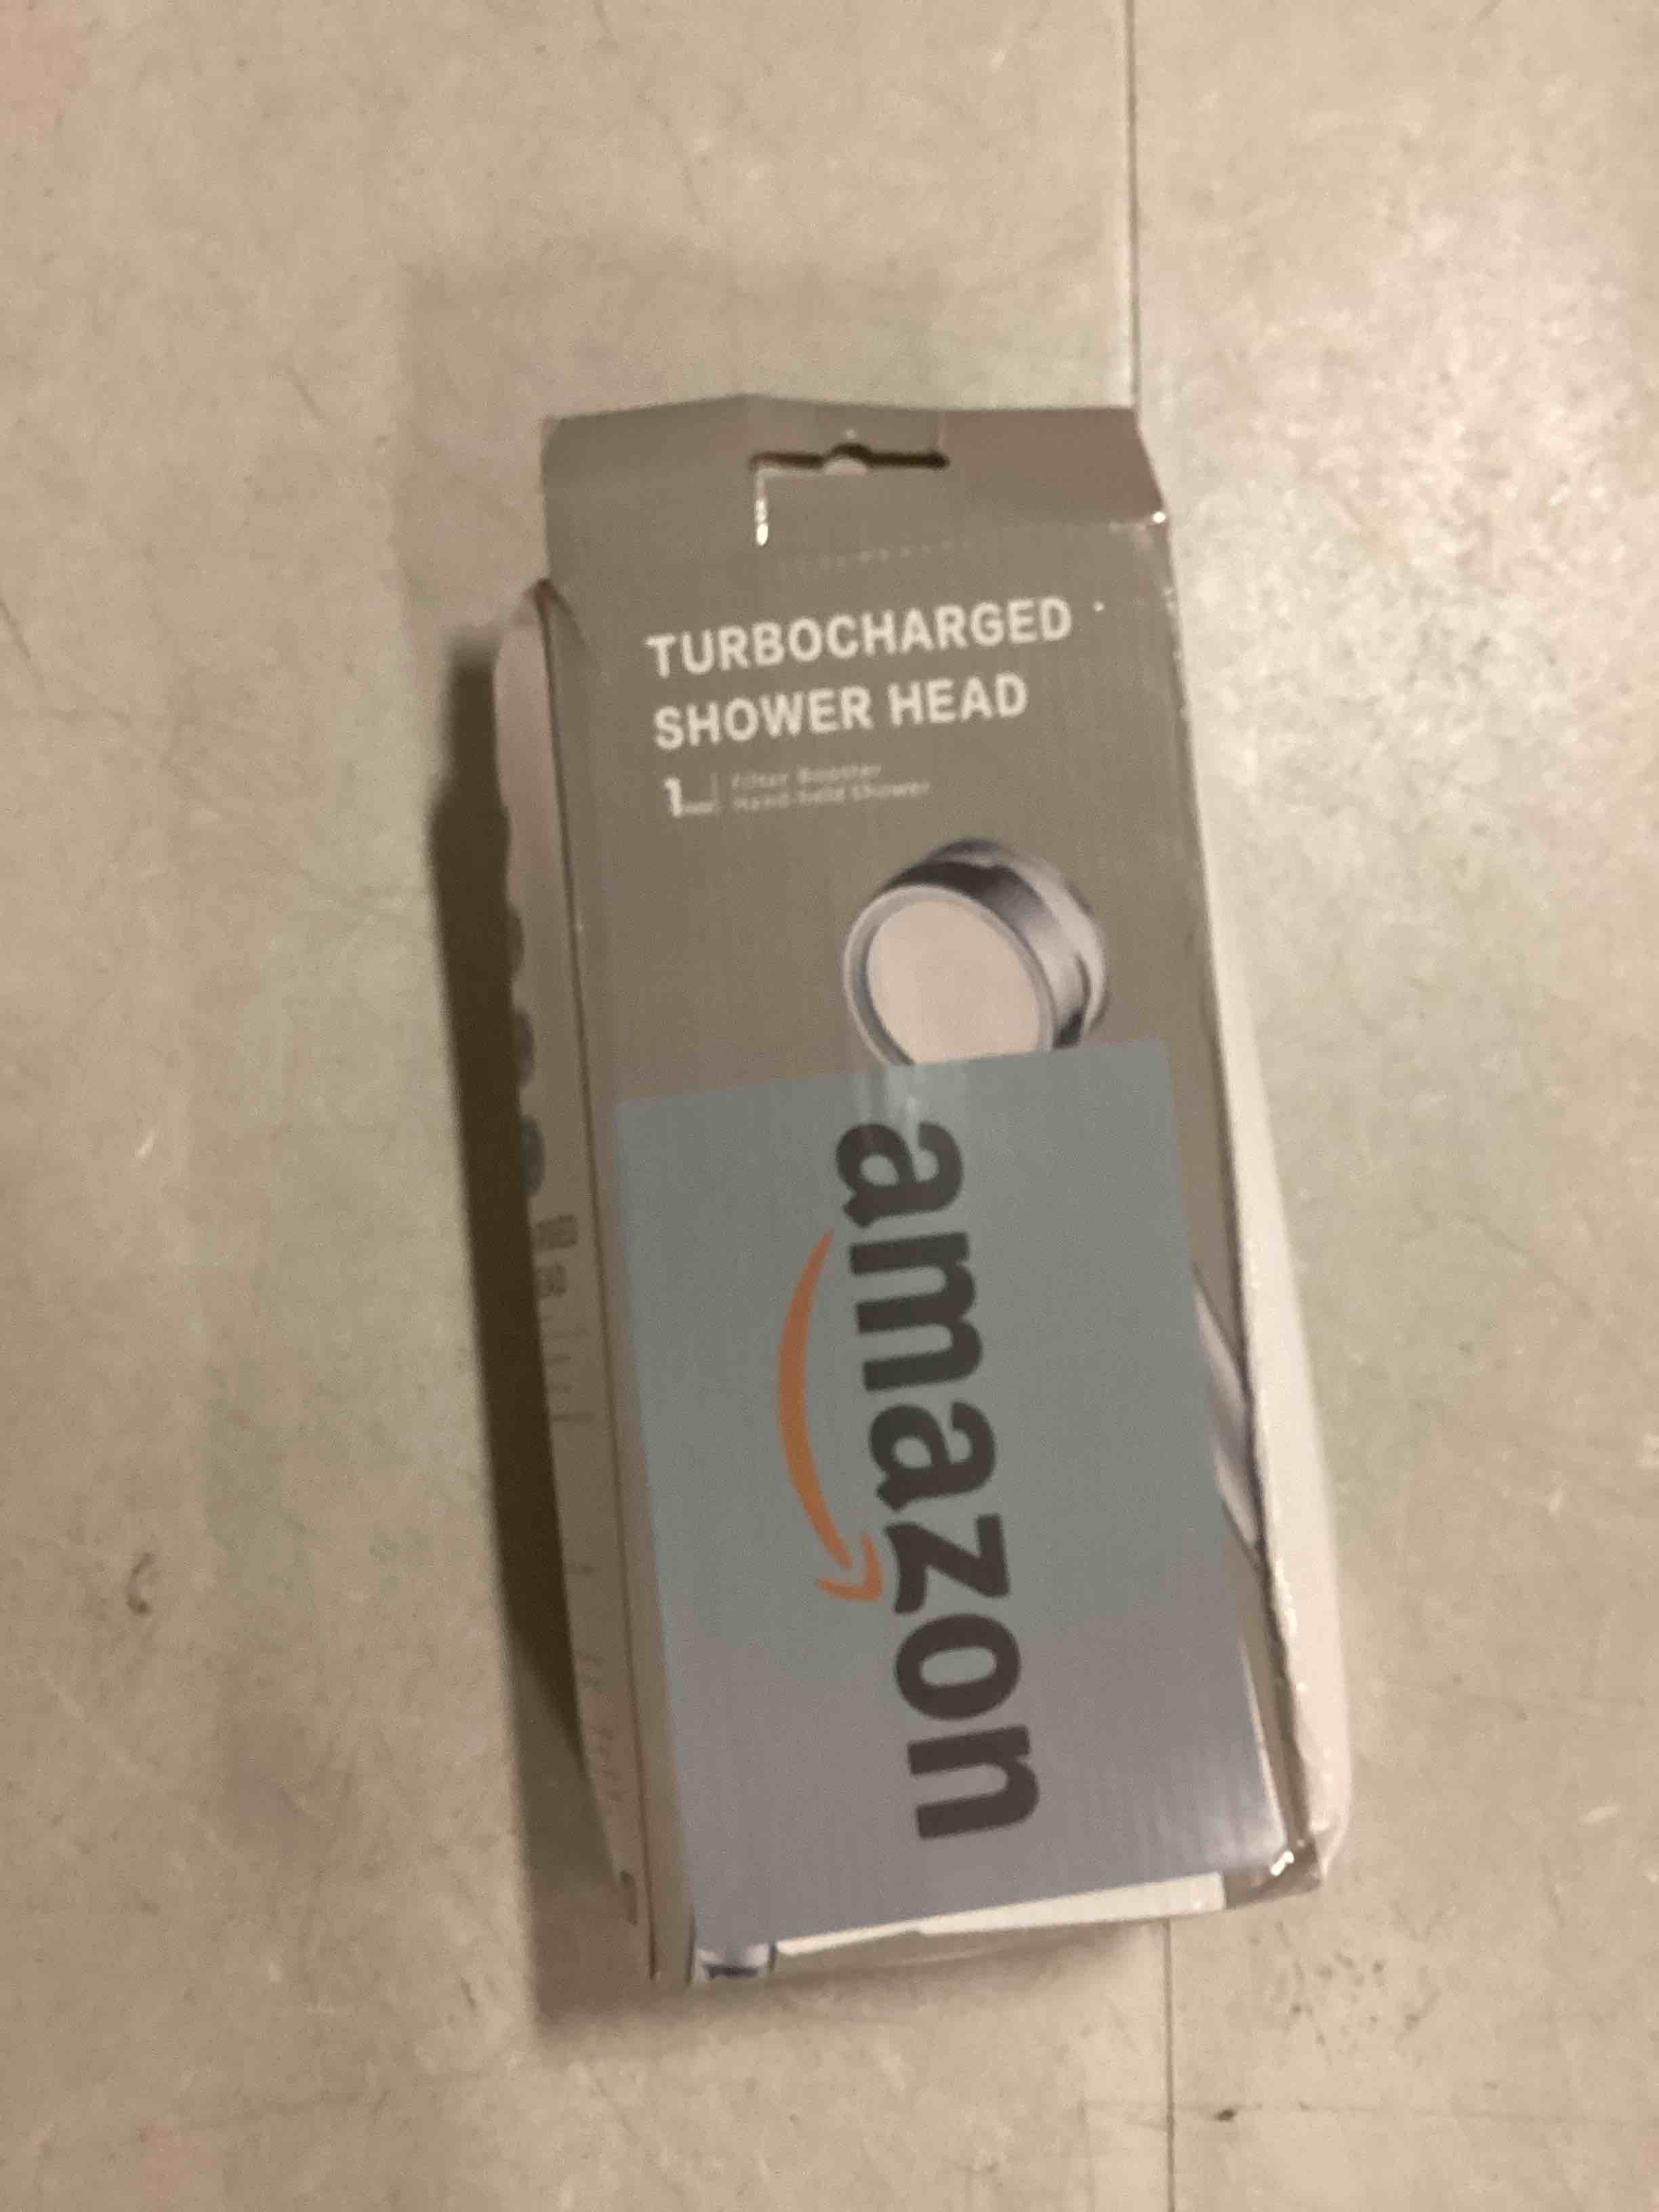 TURBOCHARGED
SHOWER HEAD
1
Filter Booster
Hand-held shower
amazon